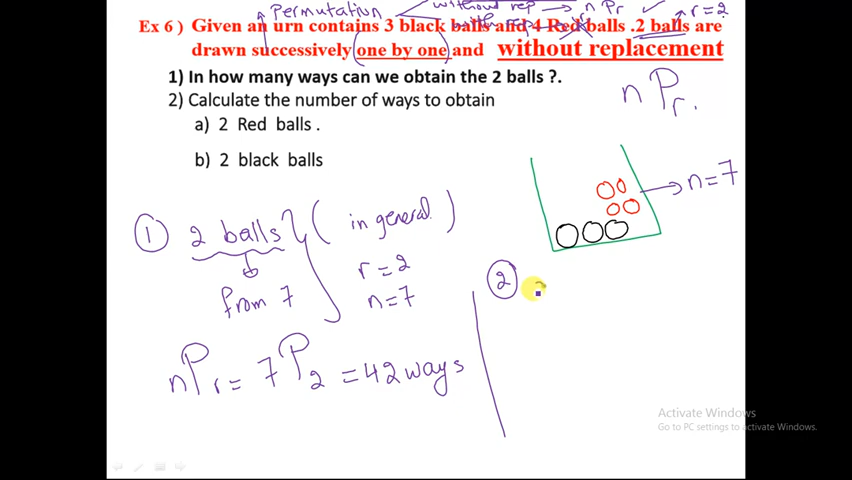 Permutation without rep → nPr ✓ r = 2
with rep
Ex 6 ) Given an urn contains 3 black balls and 4 Red balls .2 balls are
drawn successively one by one and without replacement
1) In how many ways can we obtain the 2 balls ?.
2) Calculate the number of ways to obtain
n P r .
a) 2 Red balls .
b) 2 black balls
n = 7
① 2 balls ( in general )
r = 2
from 7 n = 7
nPr = 7P2 = 42 ways
②
Activate Windows
Go to PC settings to activate Windows.